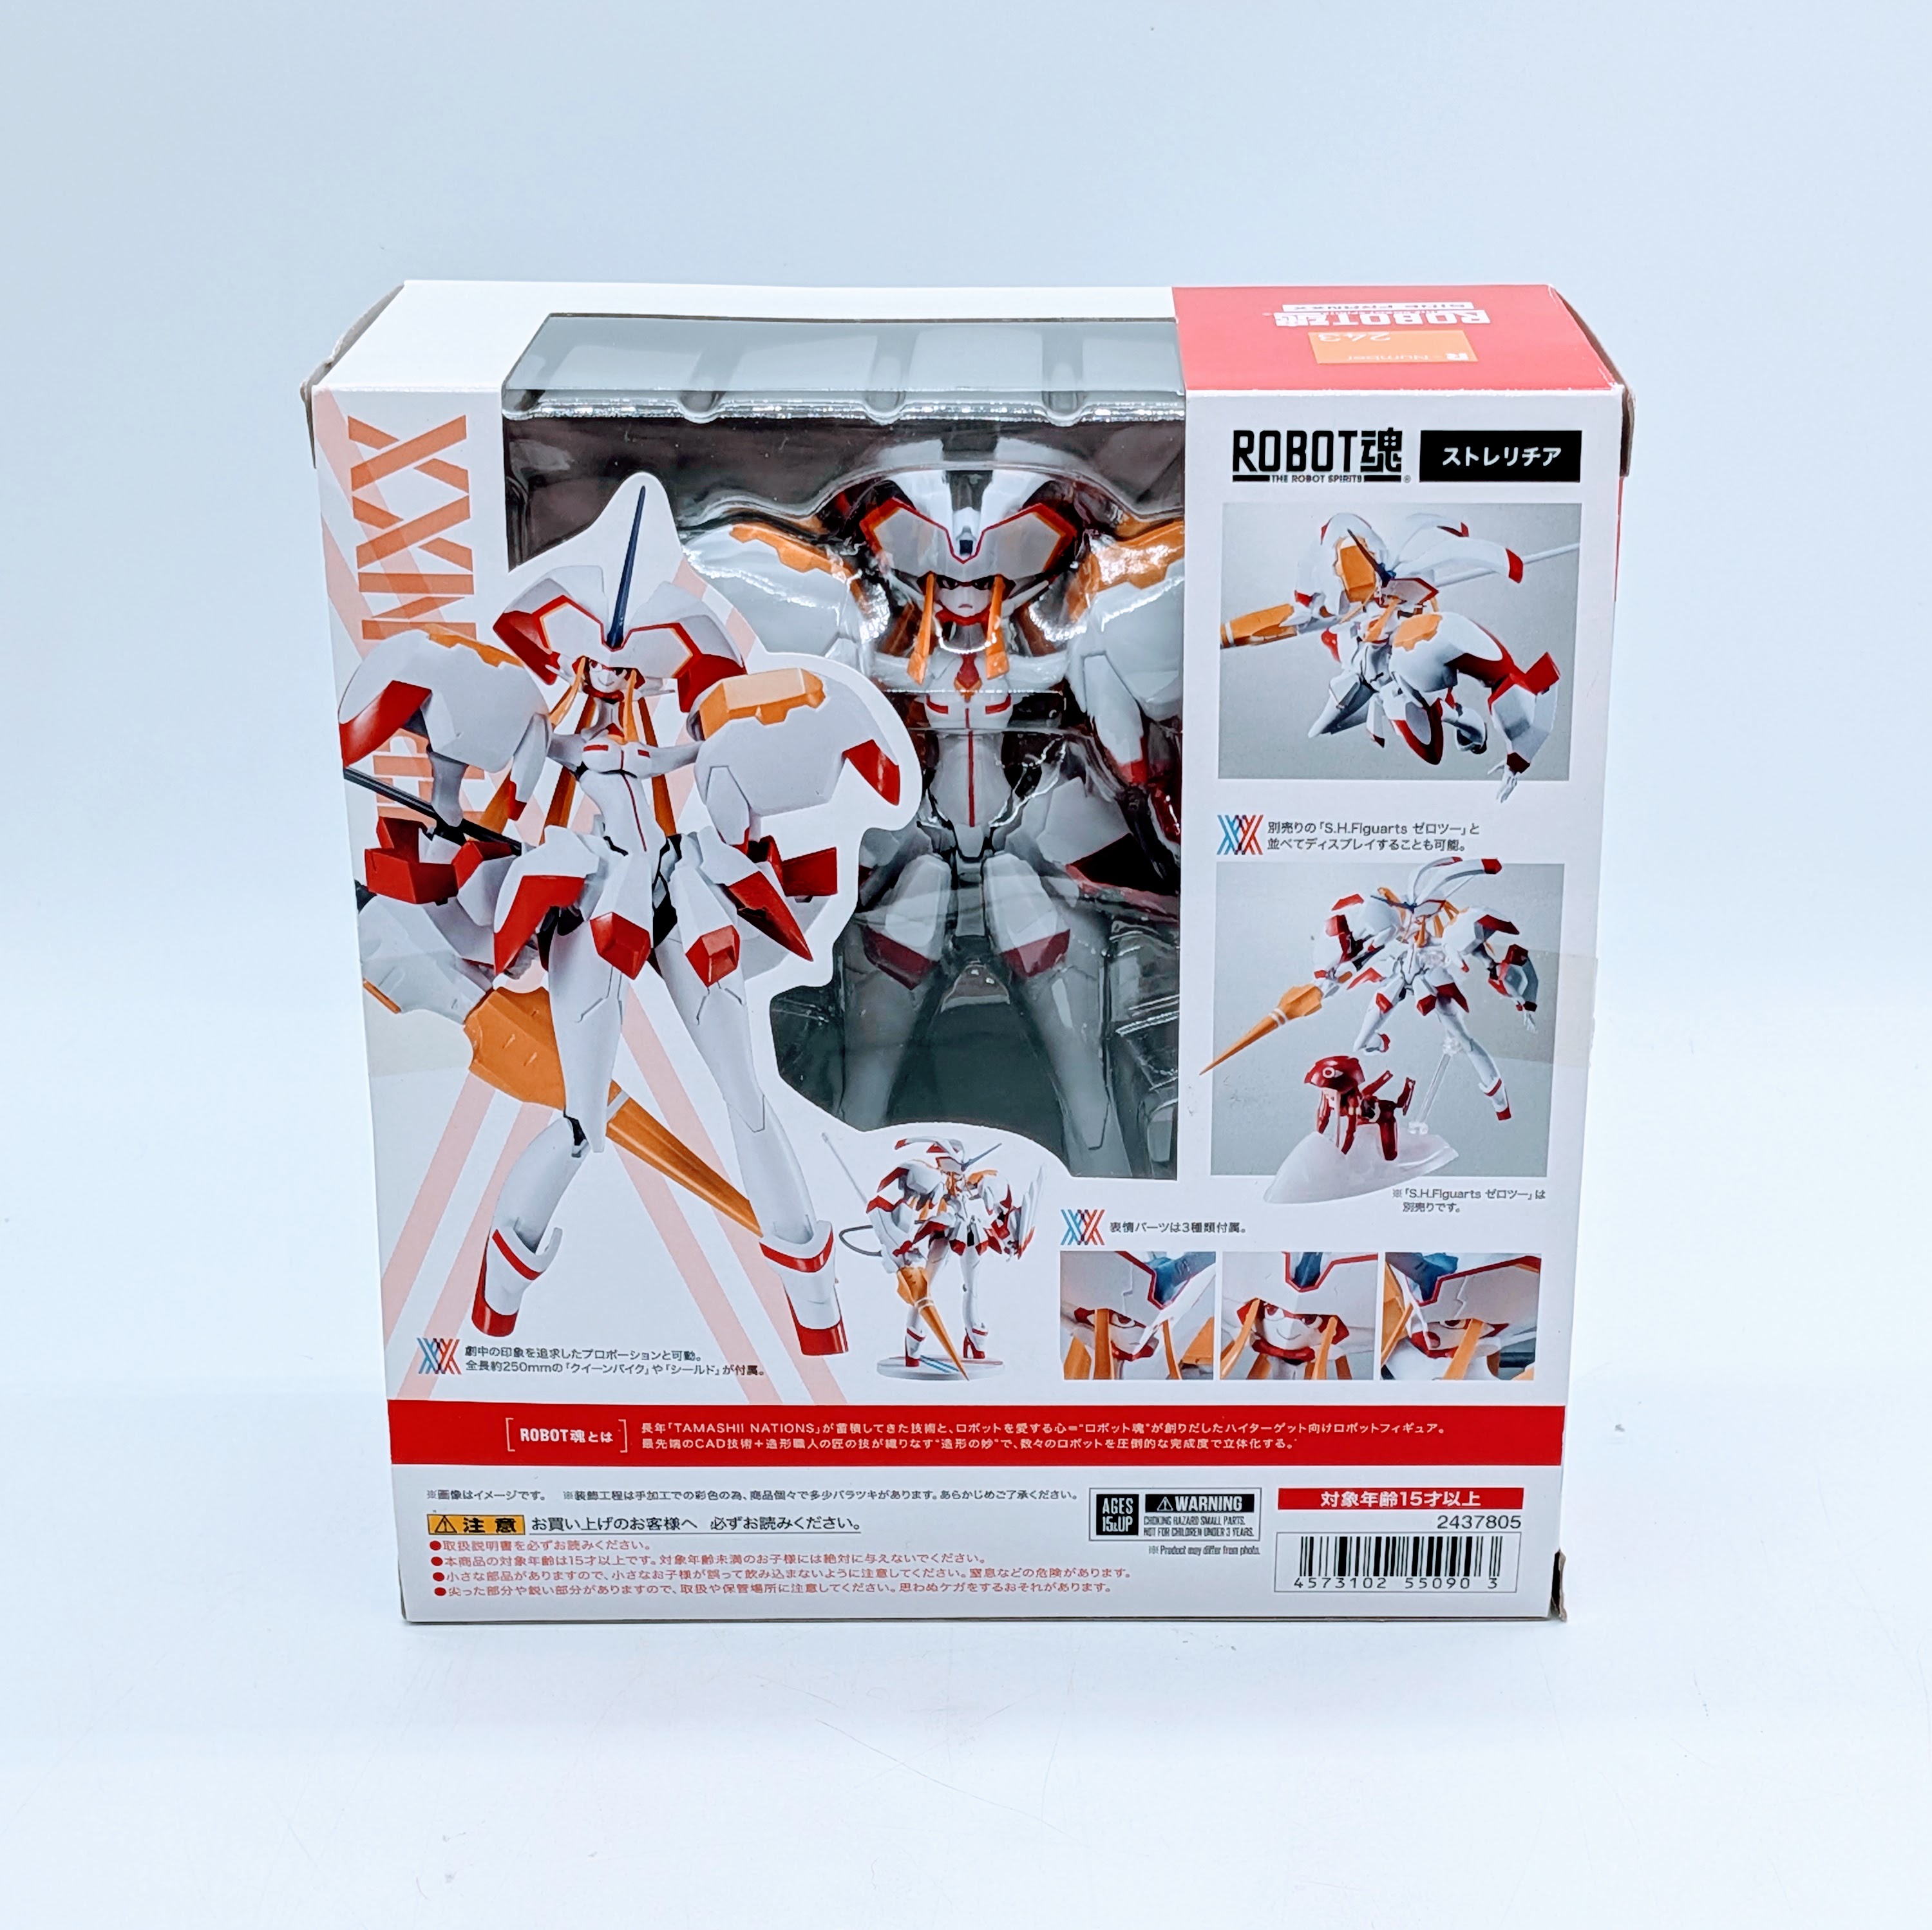 ROBOT魂
R-Number
243
ROBOT魂
THE ROBOT SPIRITS
ストレリチア
別売りの「S.H.Figuarts ゼロツー」と
並べてディスプレイすることも可能。
※「S.H.Figuarts ゼロツー」は
別売りです。
表情パーツは3種類付属。
劇中の印象を追求したプロポーションと可動。
全長約250mmの「クイーンパイク」や「シールド」が付属。
ROBOT魂とは
長年「TAMASHII NATIONS」が蓄積してきた技術と、ロボットを愛する心＝"ロボット魂"が創りだしたハイターゲット向けロボットフィギュア。
最先端のCAD技術＋造形職人の匠の技が織りなす"造形の妙"で、数々のロボットを圧倒的な完成度で立体化する。
※画像はイメージです。 ※装飾工程は手加工での彩色の為、商品個々で多少バラツキがあります。あらかじめご了承ください。
注意 お買い上げのお客様へ 必ずお読みください。
●取扱説明書を必ずお読みください。
●本商品の対象年齢は15才以上です。対象年齢未満のお子様には絶対に与えないでください。
●小さな部品がありますので、小さなお子様が誤って飲み込まないように注意してください。窒息などの危険があります。
●尖った部分や鋭い部分がありますので、取扱や保管場所に注意してください。思わぬケガをするおそれがあります。
AGES
15&UP
WARNING
CHOKING HAZARD SMALL PARTS.
NOT FOR CHILDREN UNDER 3 YEARS.
※ Product may differ from photo.
対象年齢15才以上
2437805
4573102 55090 3